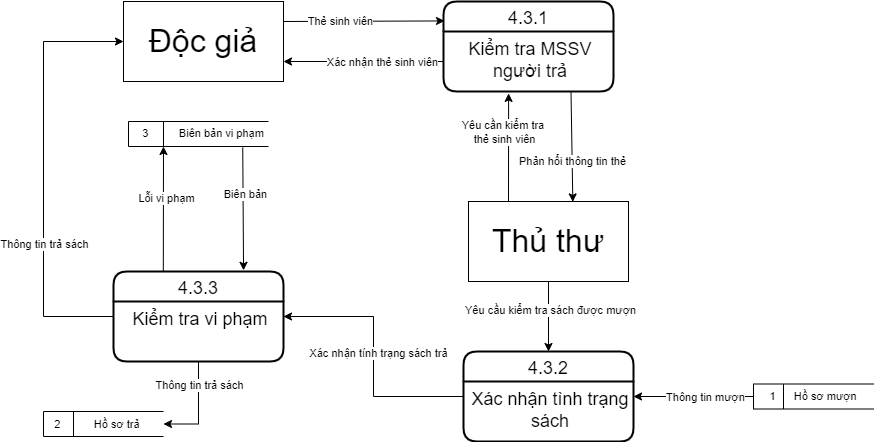 Độc giả
Thẻ sinh viên
Xác nhận thẻ sinh viên
4.3.1
Kiểm tra MSSV
người trả
Yêu cần kiểm tra
thẻ sinh viên
Phản hổi thông tin thẻ
3
Biên bản vi phạm
Lỗi vi phạm
Biên bản
Thủ thư
Thông tin trả sách
4.3.3
Kiểm tra vi phạm
Yêu cầu kiểm tra sách được mượn
Xác nhận tính trạng sách trả
4.3.2
Xác nhận tình trạng
sách
Thông tin mượn
1
Hồ sơ mượn
Thông tin trả sách
2
Hồ sơ trả